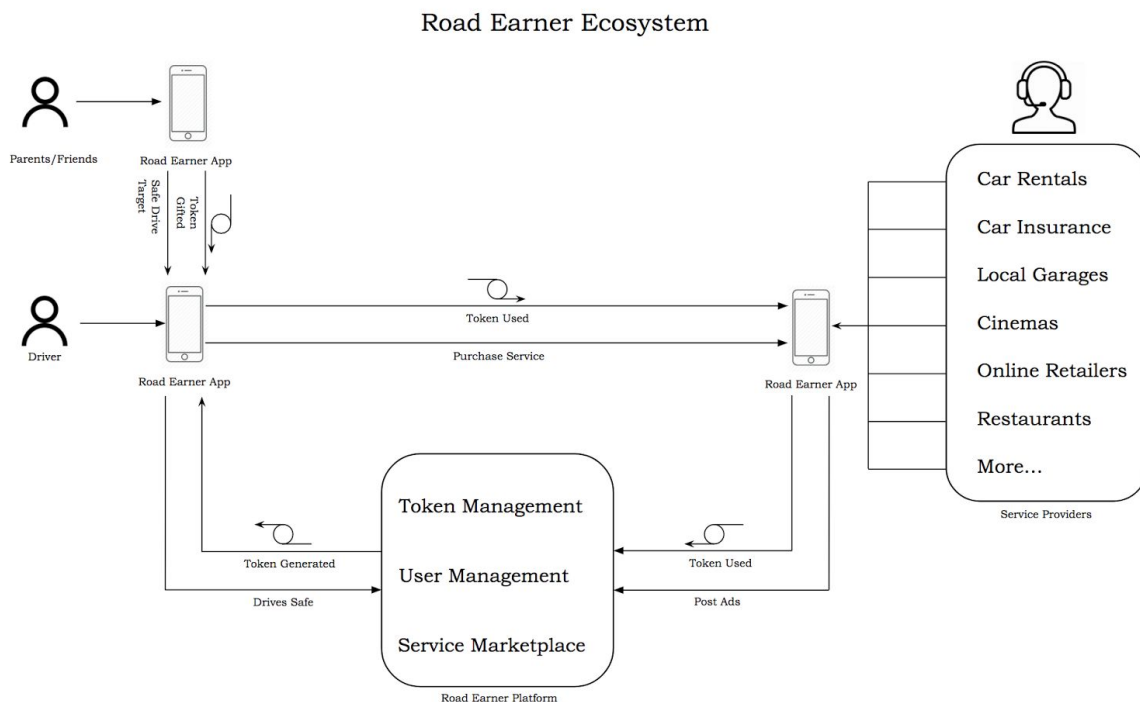 Road Earner Ecosystem
Parents/Friends
Road Earner App
Safe Drive
Target
Token
Gifted
Driver
Road Earner App
Token Used
Purchase Service
Road Earner App
Car Rentals
Car Insurance
Local Garages
Cinemas
Online Retailers
Restaurants
More...
Service Providers
Token Management
User Management
Service Marketplace
Road Earner Platform
Token Generated
Drives Safe
Token Used
Post Ads